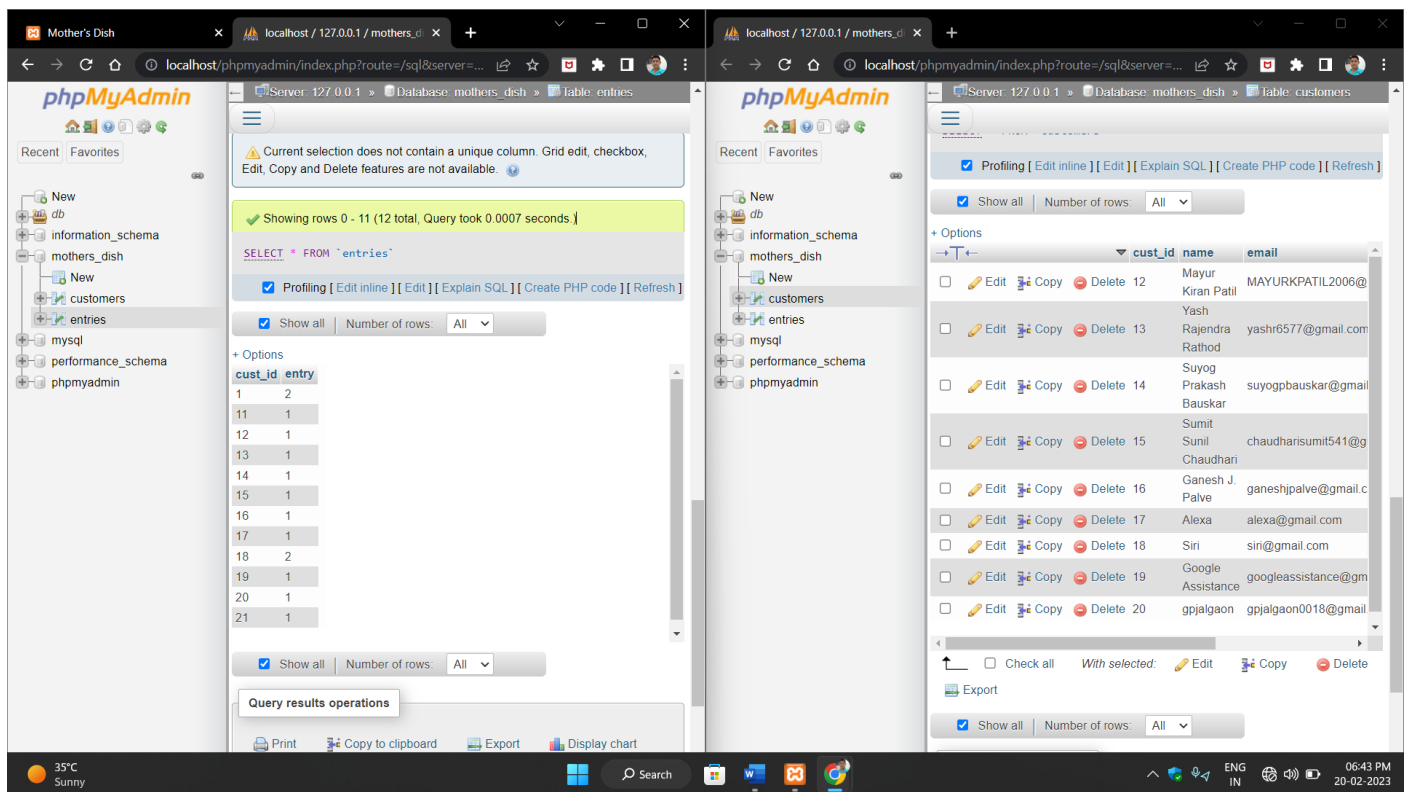 Mother's Dish
localhost / 127.0.0.1 / mothers_di
localhost/phpmyadmin/index.php?route=/sql&server=...
phpMyAdmin
Recent Favorites
New
db
information_schema
mothers_dish
New
customers
entries
mysql
performance_schema
phpmyadmin
Server: 127.0.0.1 » Database: mothers_dish » Table: entries
Current selection does not contain a unique column. Grid edit, checkbox,
Edit, Copy and Delete features are not available.
Showing rows 0 - 11 (12 total, Query took 0.0007 seconds.)
SELECT * FROM `entries`
Profiling [ Edit inline ] [ Edit ] [ Explain SQL ] [ Create PHP code ] [ Refresh ]
Show all Number of rows: All
+ Options
cust_id entry
1 2
11 1
12 1
13 1
14 1
15 1
16 1
17 1
18 2
19 1
20 1
21 1
Show all Number of rows: All
Query results operations
Print Copy to clipboard Export Display chart
localhost / 127.0.0.1 / mothers_di
localhost/phpmyadmin/index.php?route=/sql&server=...
phpMyAdmin
Recent Favorites
New
db
information_schema
mothers_dish
New
customers
entries
mysql
performance_schema
phpmyadmin
Server: 127.0.0.1 » Database: mothers_dish » Table: customers
Profiling [ Edit inline ] [ Edit ] [ Explain SQL ] [ Create PHP code ] [ Refresh ]
Show all Number of rows: All
+ Options
cust_id name email
Edit Copy Delete 12 Mayur
Kiran Patil MAYURKPATIL2006@
Edit Copy Delete 13 Yash
Rajendra yashr6577@gmail.com
Rathod
Edit Copy Delete 14 Suyog
Prakash suyogpbauskar@gmail
Bauskar
Edit Copy Delete 15 Sumit
Sunil chaudharisumit541@g
Chaudhari
Edit Copy Delete 16 Ganesh J.
Palve ganeshjpalve@gmail.c
Edit Copy Delete 17 Alexa alexa@gmail.com
Edit Copy Delete 18 Siri siri@gmail.com
Edit Copy Delete 19 Google
Assistance googleassistance@gm
Edit Copy Delete 20 gpjalgaon gpjalgaon0018@gmail
Check all With selected: Edit Copy Delete
Export
Show all Number of rows: All
35°C
Sunny
Search
ENG
IN
06:43 PM
20-02-2023